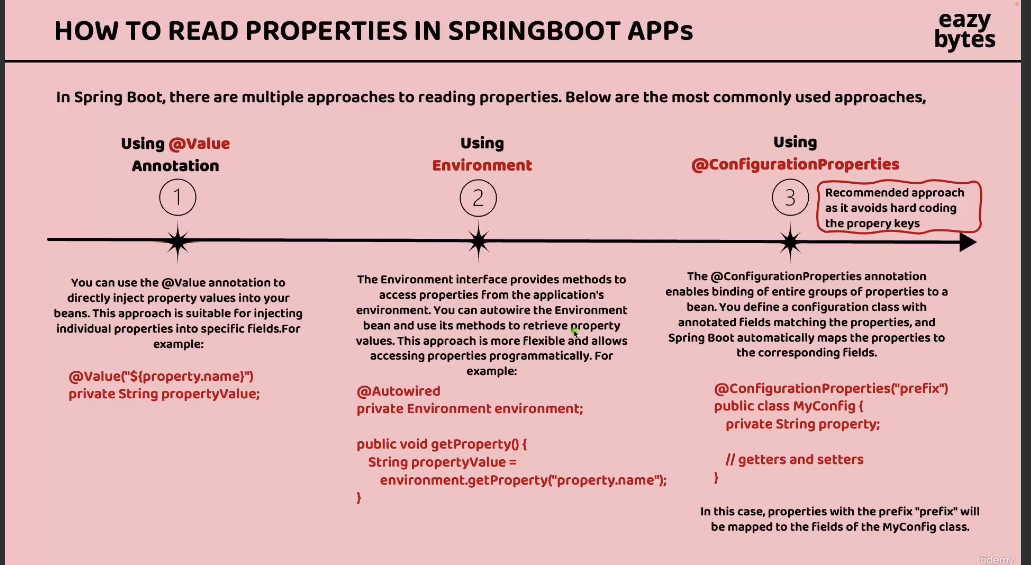 HOW TO READ PROPERTIES IN SPRINGBOOT APPs
eazy
bytes
In Spring Boot, there are multiple approaches to reading properties. Below are the most commonly used approaches,
Using @Value
Annotation
1
You can use the @Value annotation to
directly inject property values into your
beans. This approach is suitable for injecting
individual properties into specific fields.For
example:
@Value("${property.name}")
private String propertyValue;
Using
Environment
2
The Environment interface provides methods to
access properties from the application's
environment. You can autowire the Environment
bean and use its methods to retrieve property
values. This approach is more flexible and allows
accessing properties programmatically. For
example:
@Autowired
private Environment environment;
public void getProperty() {
String propertyValue =
environment.getProperty("property.name");
}
Using
@ConfigurationProperties
3
Recommended approach
as it avoids hard coding
the propery keys
The @ConfigurationProperties annotation
enables binding of entire groups of properties to a
bean. You define a configuration class with
annotated fields matching the properties, and
Spring Boot automatically maps the properties to
the corresponding fields.
@ConfigurationProperties("prefix")
public class MyConfig {
private String property;
// getters and setters
}
In this case, properties with the prefix "prefix" will
be mapped to the fields of the MyConfig class.
Udemy